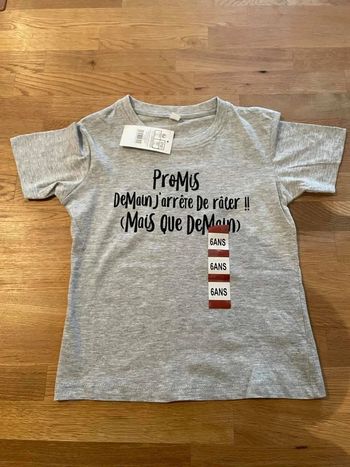 ProMis
DeMain j'arrête De râler !!
(Mais Que DeMain)
6ANS
6ANS
6ANS